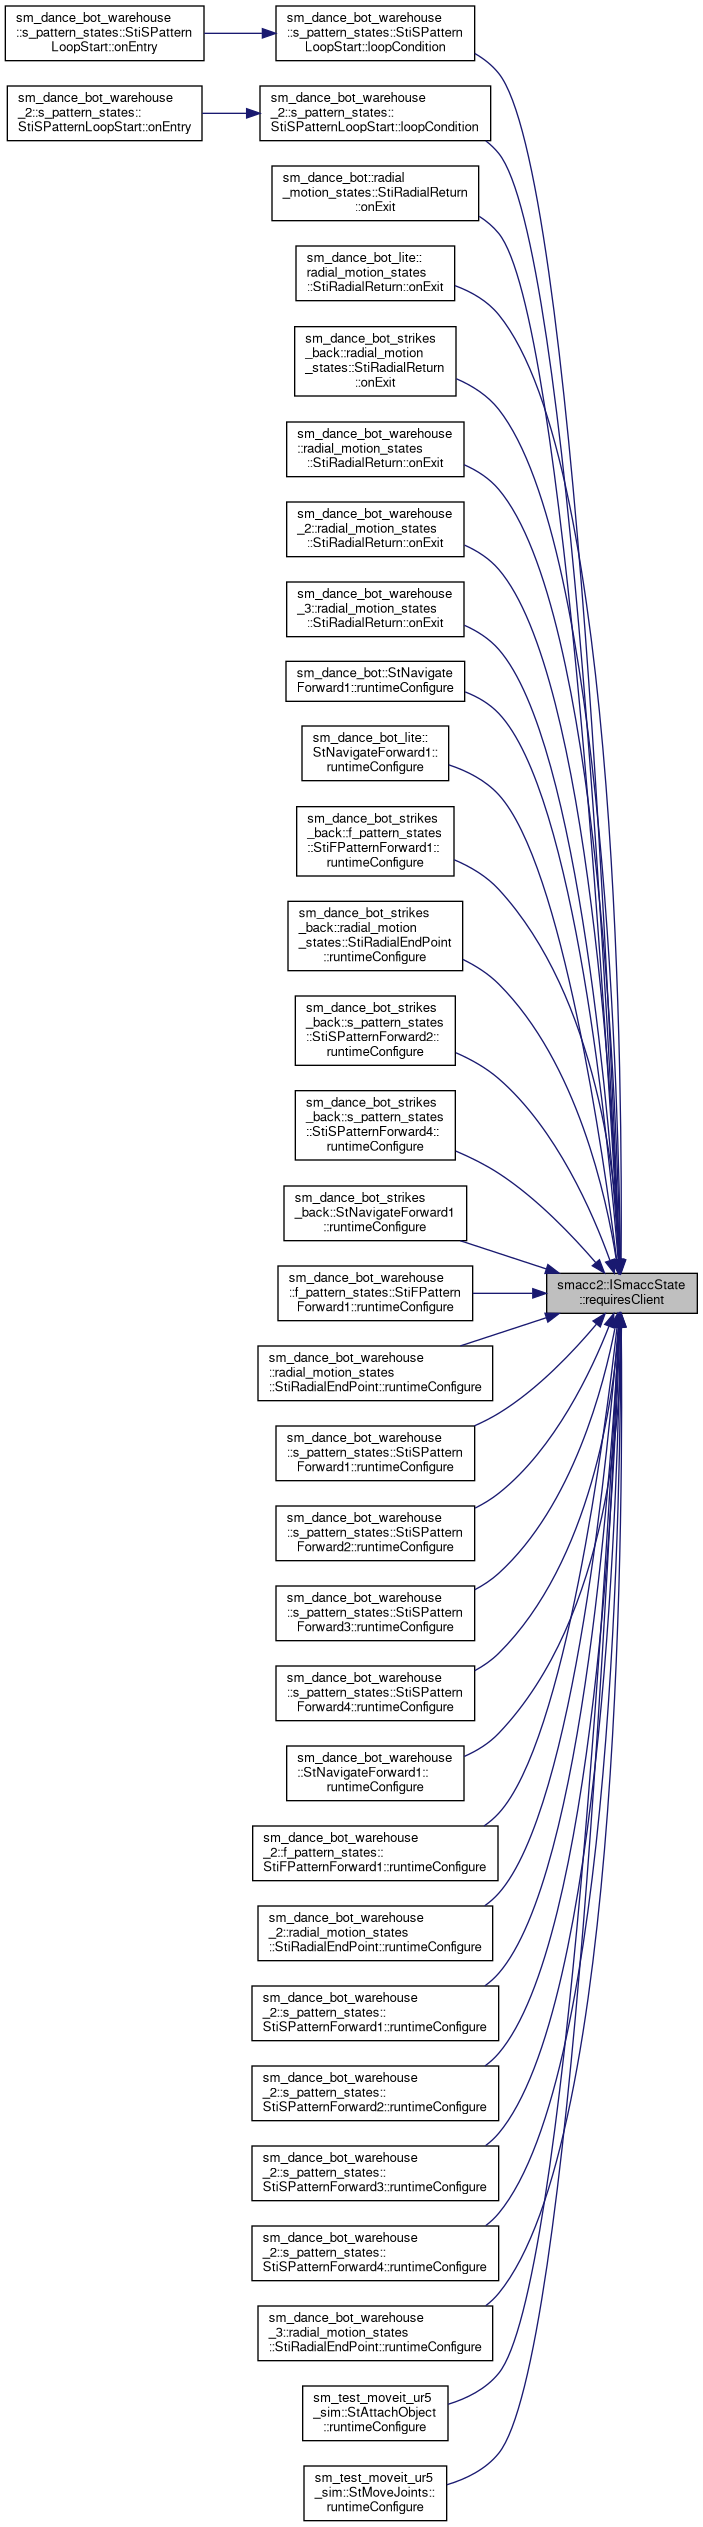 sm_dance_bot_warehouse
::s_pattern_states::StiSPattern
LoopStart::onEntry
sm_dance_bot_warehouse
::s_pattern_states::StiSPattern
LoopStart::loopCondition
sm_dance_bot_warehouse
_2::s_pattern_states::
StiSPatternLoopStart::onEntry
sm_dance_bot_warehouse
_2::s_pattern_states::
StiSPatternLoopStart::loopCondition
sm_dance_bot::radial
_motion_states::StiRadialReturn
::onExit
sm_dance_bot_lite::
radial_motion_states
::StiRadialReturn::onExit
sm_dance_bot_strikes
_back::radial_motion
_states::StiRadialReturn
::onExit
sm_dance_bot_warehouse
::radial_motion_states
::StiRadialReturn::onExit
sm_dance_bot_warehouse
_2::radial_motion_states
::StiRadialReturn::onExit
sm_dance_bot_warehouse
_3::radial_motion_states
::StiRadialReturn::onExit
sm_dance_bot::StNavigate
Forward1::runtimeConfigure
sm_dance_bot_lite::
StNavigateForward1::
runtimeConfigure
sm_dance_bot_strikes
_back::f_pattern_states
::StiFPatternForward1::
runtimeConfigure
sm_dance_bot_strikes
_back::radial_motion
_states::StiRadialEndPoint
::runtimeConfigure
sm_dance_bot_strikes
_back::s_pattern_states
::StiSPatternForward2::
runtimeConfigure
sm_dance_bot_strikes
_back::s_pattern_states
::StiSPatternForward4::
runtimeConfigure
sm_dance_bot_strikes
_back::StNavigateForward1
::runtimeConfigure
smacc2::ISmaccState
::requiresClient
sm_dance_bot_warehouse
::f_pattern_states::StiFPattern
Forward1::runtimeConfigure
sm_dance_bot_warehouse
::radial_motion_states
::StiRadialEndPoint::runtimeConfigure
sm_dance_bot_warehouse
::s_pattern_states::StiSPattern
Forward1::runtimeConfigure
sm_dance_bot_warehouse
::s_pattern_states::StiSPattern
Forward2::runtimeConfigure
sm_dance_bot_warehouse
::s_pattern_states::StiSPattern
Forward3::runtimeConfigure
sm_dance_bot_warehouse
::s_pattern_states::StiSPattern
Forward4::runtimeConfigure
sm_dance_bot_warehouse
::StNavigateForward1::
runtimeConfigure
sm_dance_bot_warehouse
_2::f_pattern_states::
StiFPatternForward1::runtimeConfigure
sm_dance_bot_warehouse
_2::radial_motion_states
::StiRadialEndPoint::runtimeConfigure
sm_dance_bot_warehouse
_2::s_pattern_states::
StiSPatternForward1::runtimeConfigure
sm_dance_bot_warehouse
_2::s_pattern_states::
StiSPatternForward2::runtimeConfigure
sm_dance_bot_warehouse
_2::s_pattern_states::
StiSPatternForward3::runtimeConfigure
sm_dance_bot_warehouse
_2::s_pattern_states::
StiSPatternForward4::runtimeConfigure
sm_dance_bot_warehouse
_3::radial_motion_states
::StiRadialEndPoint::runtimeConfigure
sm_test_moveit_ur5
_sim::StAttachObject
::runtimeConfigure
sm_test_moveit_ur5
_sim::StMoveJoints::
runtimeConfigure